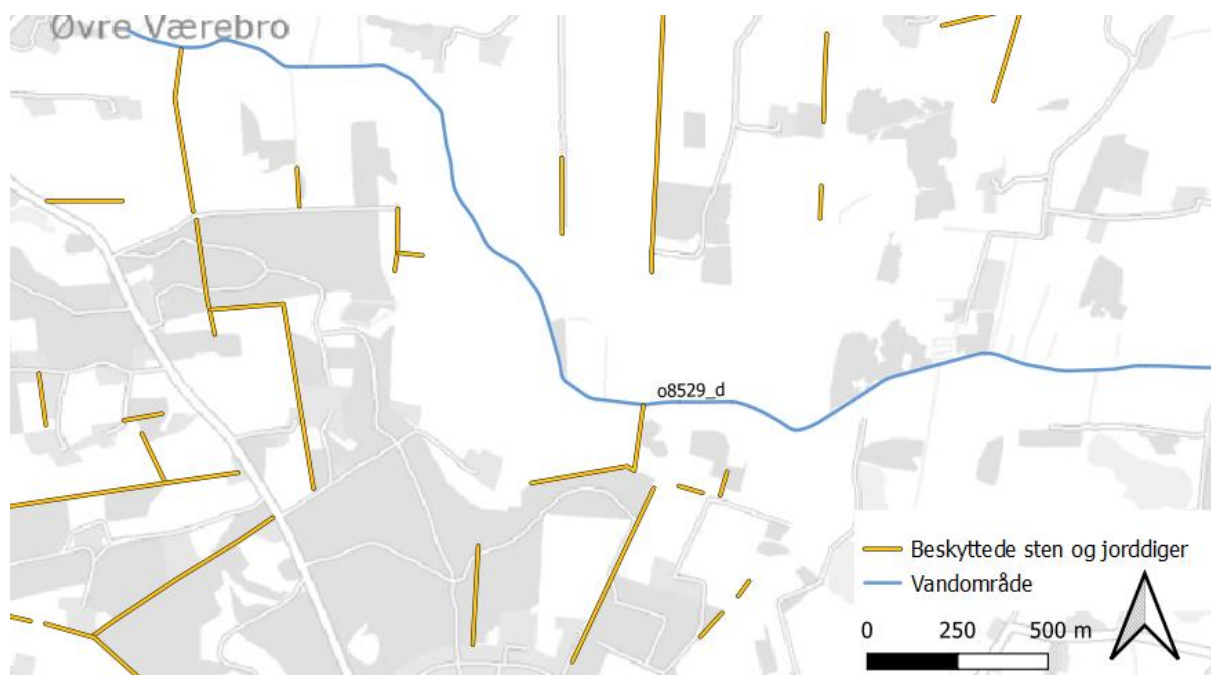 Øvre Værebro
o8529_d
Beskyttede sten og jorddiger
Vandområde
0 250 500 m